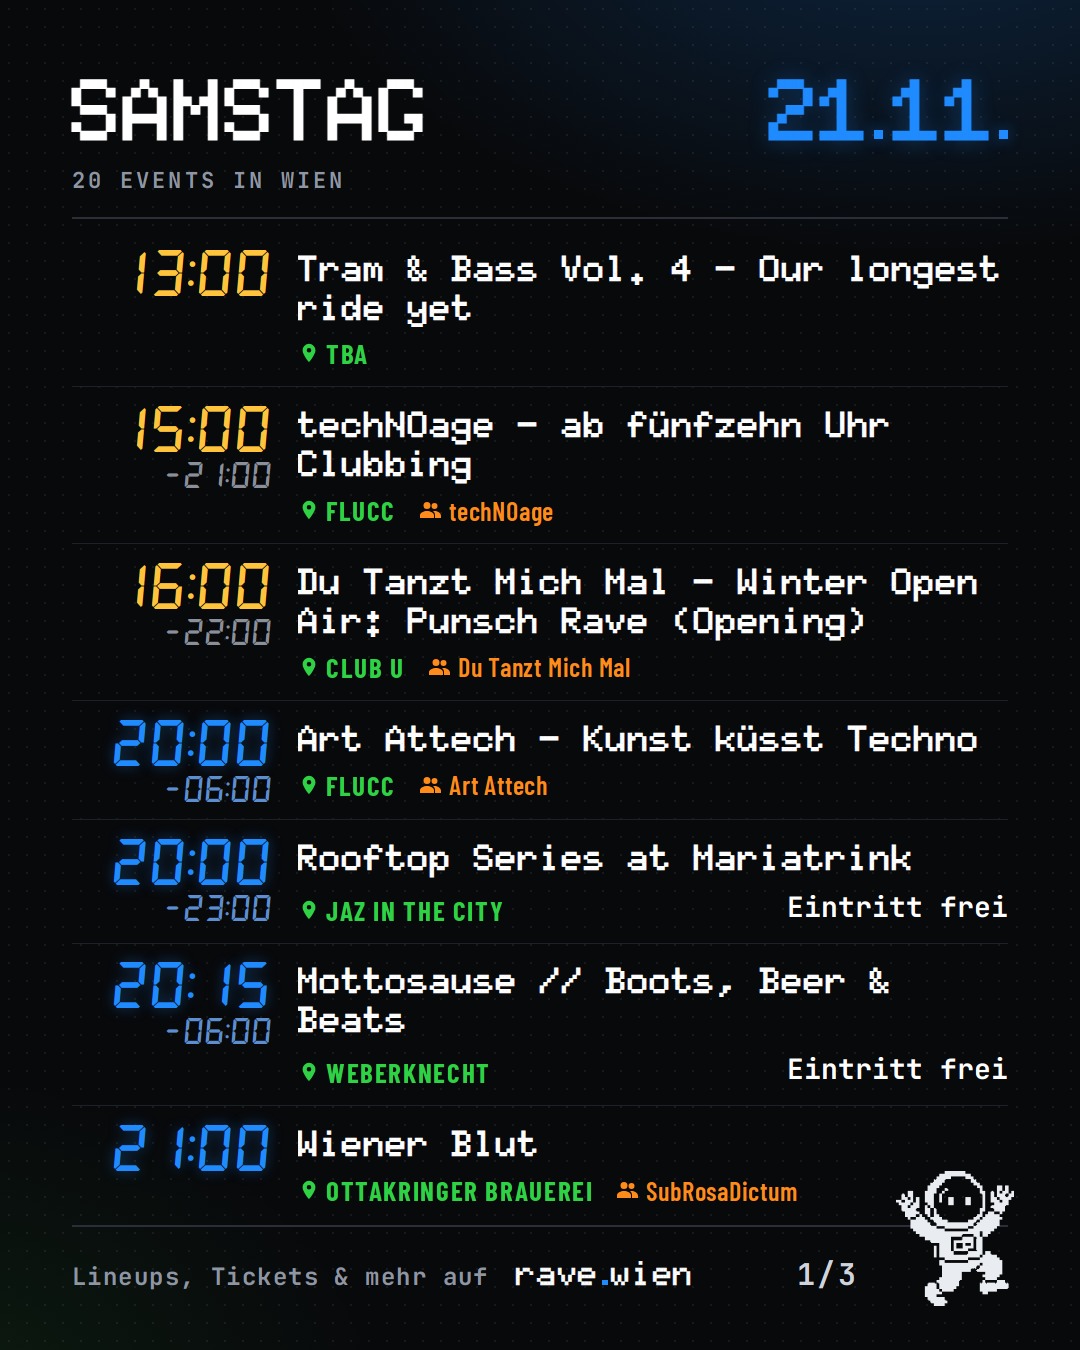 SAMSTAG 21.11.
20 EVENTS IN WIEN
13:00 Tram & Bass Vol. 4 – Our longest
ride yet
TBA
15:00 techNOage – ab fünfzehn Uhr
-21:00 Clubbing
FLUCC techNOage
16:00 Du Tanzt Mich Mal – Winter Open
-22:00 Air: Punsch Rave (Opening)
CLUB U Du Tanzt Mich Mal
20:00 Art Attech – Kunst küsst Techno
-06:00 FLUCC Art Attech
20:00 Rooftop Series at Mariatrink
-23:00 JAZ IN THE CITY Eintritt frei
20:15 Mottosause // Boots, Beer &
-06:00 Beats
WEBERKNECHT Eintritt frei
21:00 Wiener Blut
OTTAKRINGER BRAUEREI SubRosaDictum
Lineups, Tickets & mehr auf rave.wien 1/3